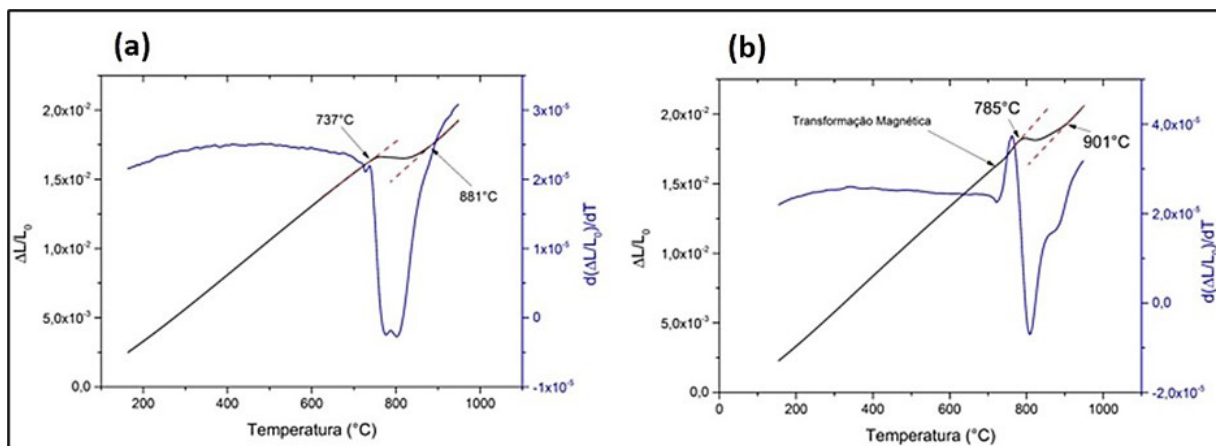 (a)
737°C
881°C
2,0x10⁻²
1,5x10⁻²
1,0x10⁻²
5,0x10⁻³
0,0
ΔL/L₀
3x10⁻⁵
2x10⁻⁵
1x10⁻⁵
0
-1x10⁻⁵
d(ΔL/L₀)/dT
200 400 600 800 1000
Temperatura (°C)
(b)
785°C
Transformação Magnética
901°C
2,0x10⁻²
1,5x10⁻²
1,0x10⁻²
5,0x10⁻³
0,0
ΔL/L₀
4,0x10⁻⁵
2,0x10⁻⁵
0,0
-2,0x10⁻⁵
d(ΔL/L₀)/dT
0 200 400 600 800 1000
Temperatura (°C)